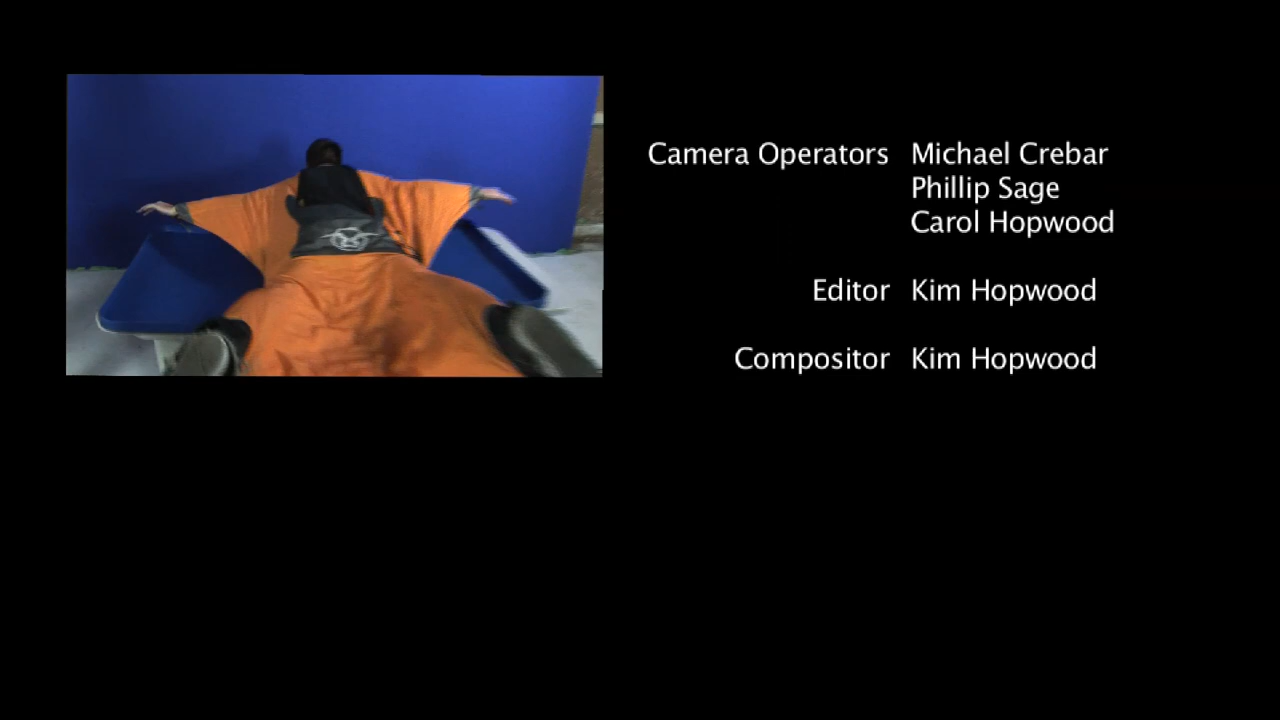 Camera Operators Michael Crebar
Phillip Sage
Carol Hopwood
Editor Kim Hopwood
Compositor Kim Hopwood